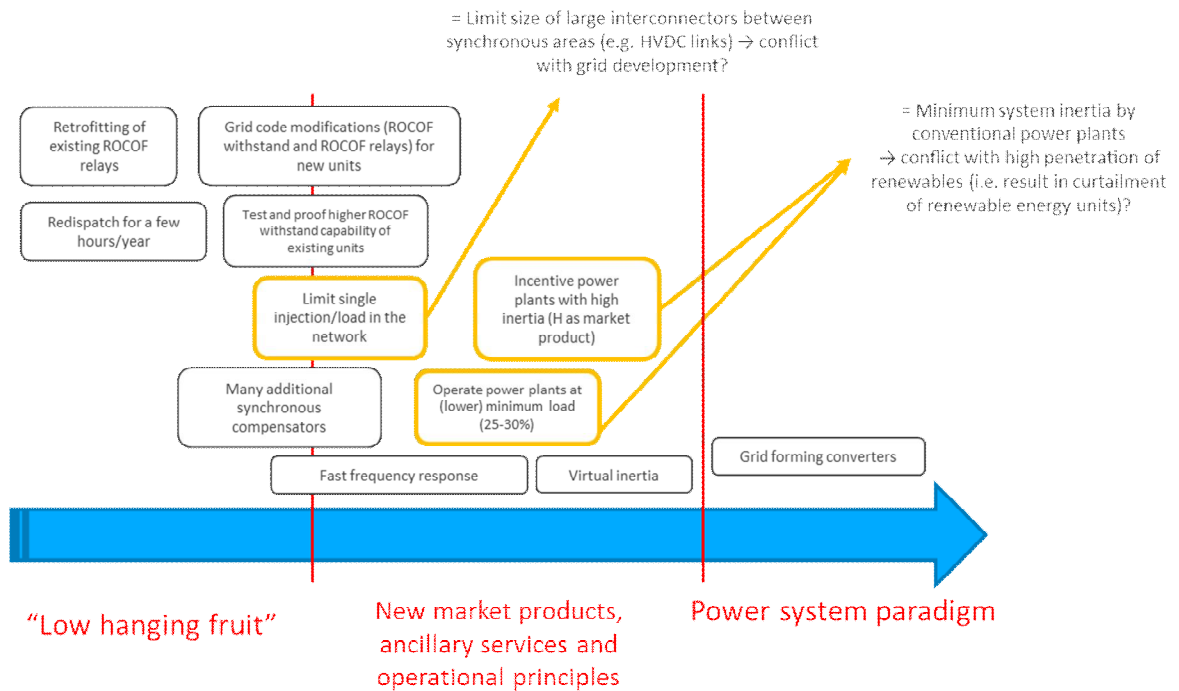 = Limit size of large interconnectors between
synchronous areas (e.g. HVDC links) → conflict
with grid development?
= Minimum system inertia by
conventional power plants
→ conflict with high penetration of
renewables (i.e. result in curtailment
of renewable energy units)?
Retrofitting of
existing ROCOF
relays
Grid code modifications (ROCOF
withstand and ROCOF relays) for
new units
Redispatch for a few
hours/year
Test and proof higher ROCOF
withstand capability of
existing units
Limit single
injection/load in the
network
Incentive power
plants with high
inertia (H as market
product)
Many additional
synchronous
compensators
Operate power plants at
(lower) minimum load
(25-30%)
Grid forming converters
Fast frequency response
Virtual inertia
“Low hanging fruit”
New market products,
ancillary services and
operational principles
Power system paradigm